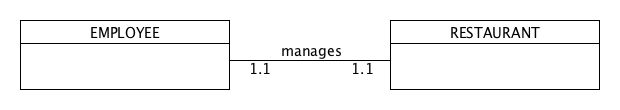 EMPLOYEE
RESTAURANT
manages
1.1
1.1